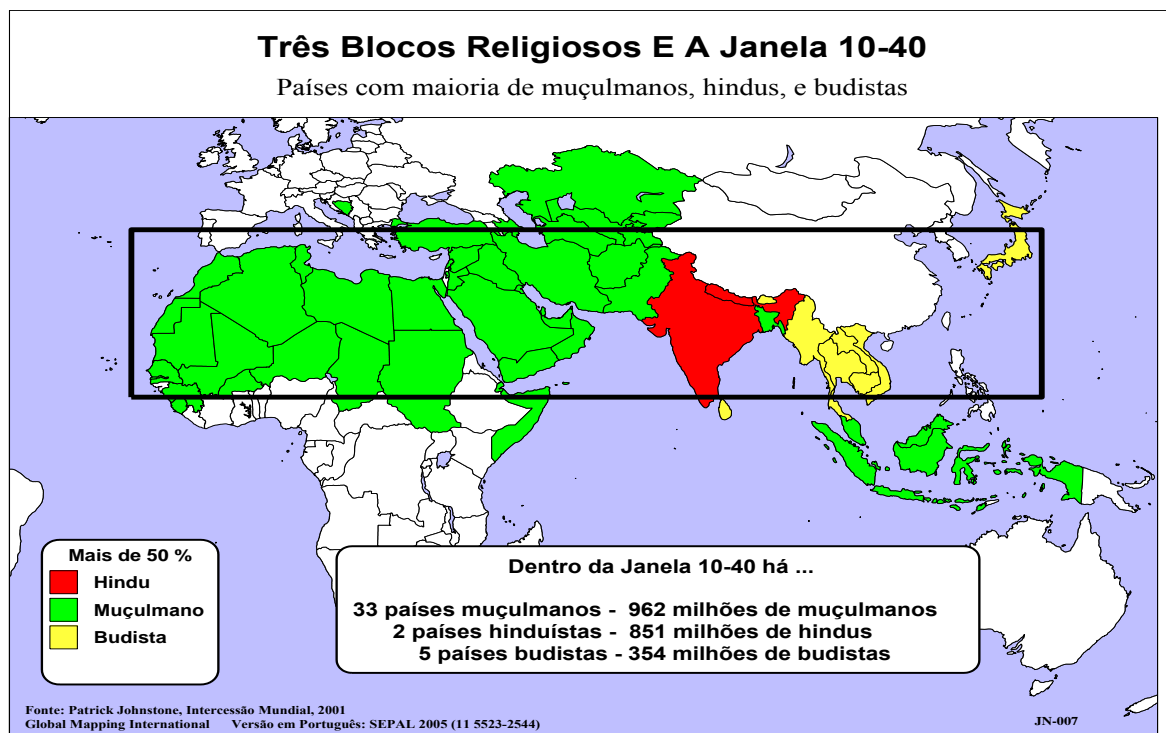 Três Blocos Religiosos E A Janela 10-40
Países com maioria de muçulmanos, hindus, e budistas
Mais de 50 %
Hindu
Muçulmano
Budista
Dentro da Janela 10-40 há ...
33 países muçulmanos - 962 milhões de muçulmanos
2 países hinduístas - 851 milhões de hindus
5 países budistas - 354 milhões de budistas
Fonte: Patrick Johnstone, Intercessão Mundial, 2001
Global Mapping International Versão em Português: SEPAL 2005 (11 5523-2544)
JN-007